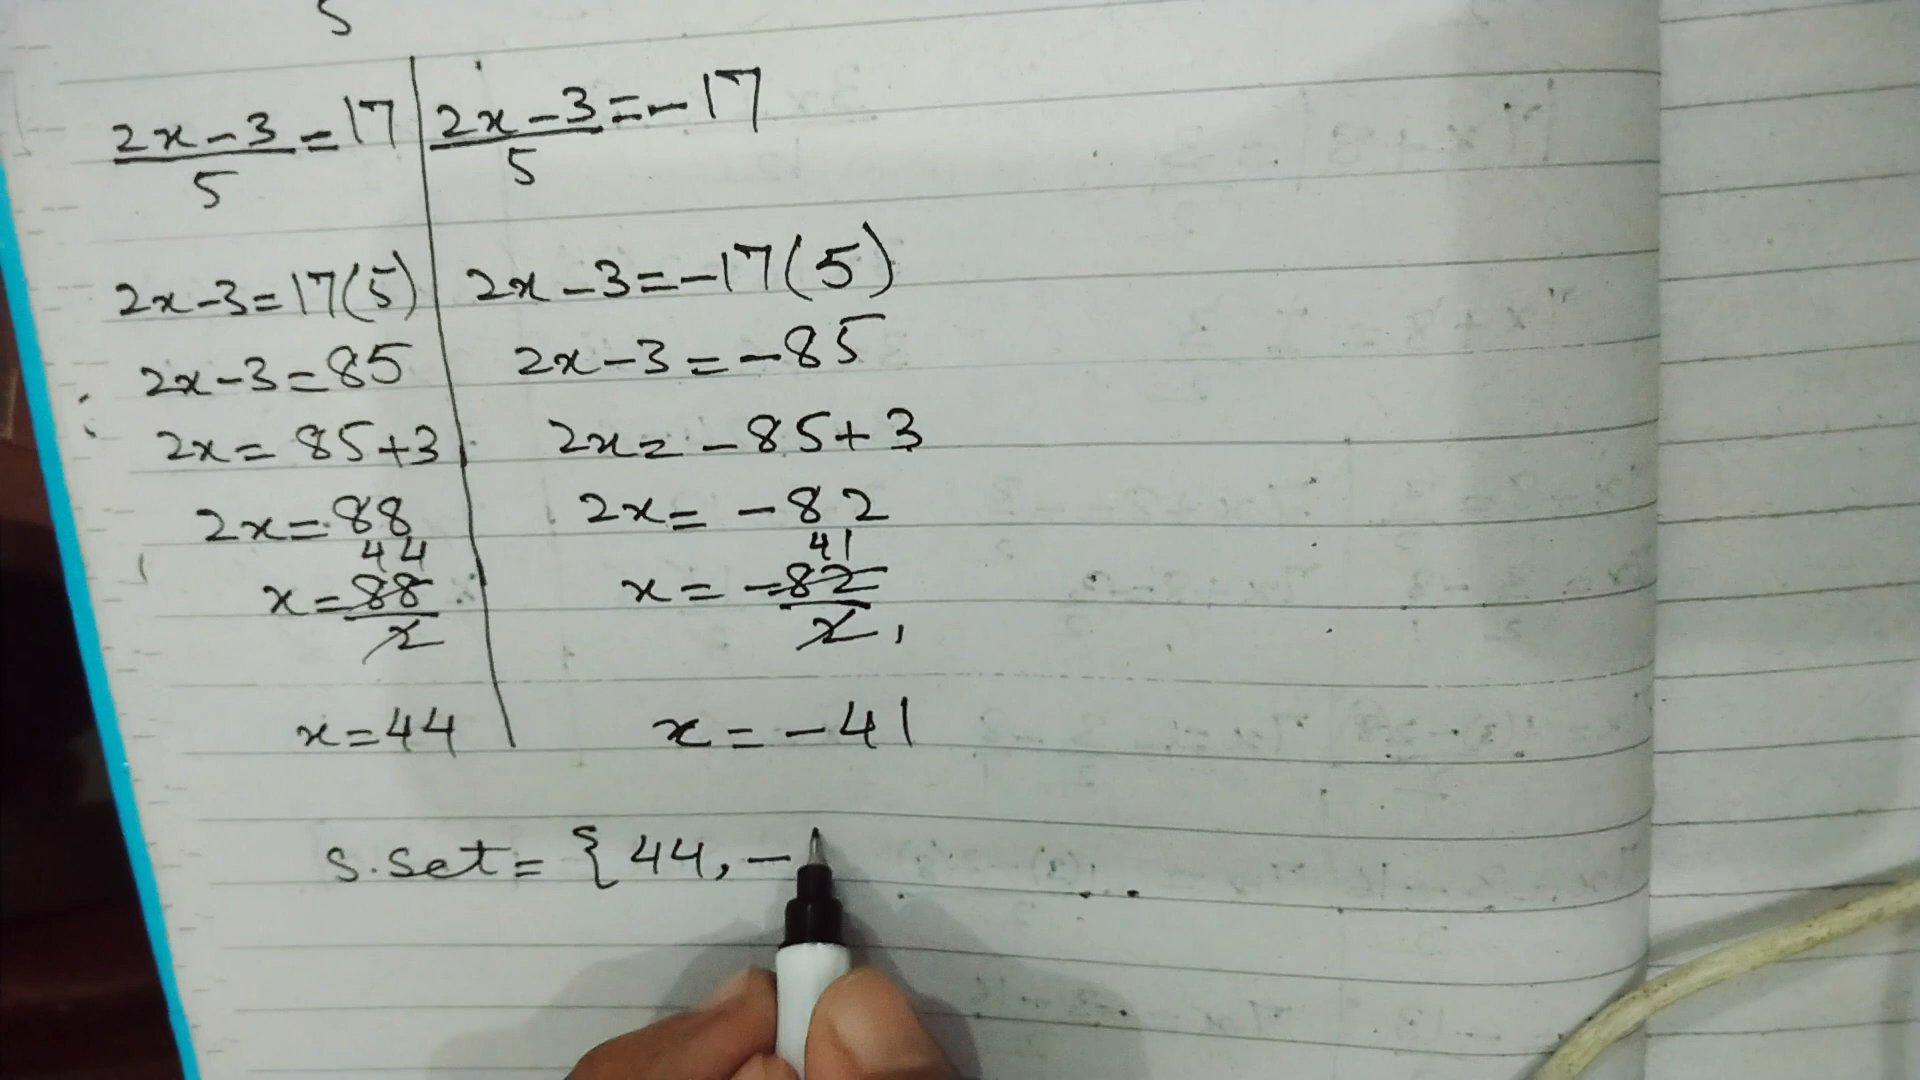 5
2x-3/5 = 17 | 2x-3/5 = -17
2x-3 = 17(5) | 2x-3 = -17(5)
2x-3 = 85 | 2x-3 = -85
2x = 85+3 | 2x = -85+3
2x = 88 | 2x = -82
44 | 41
x = 88/2 | x = -82/2 1
x = 44 | x = -41
S.Set = { 44, -